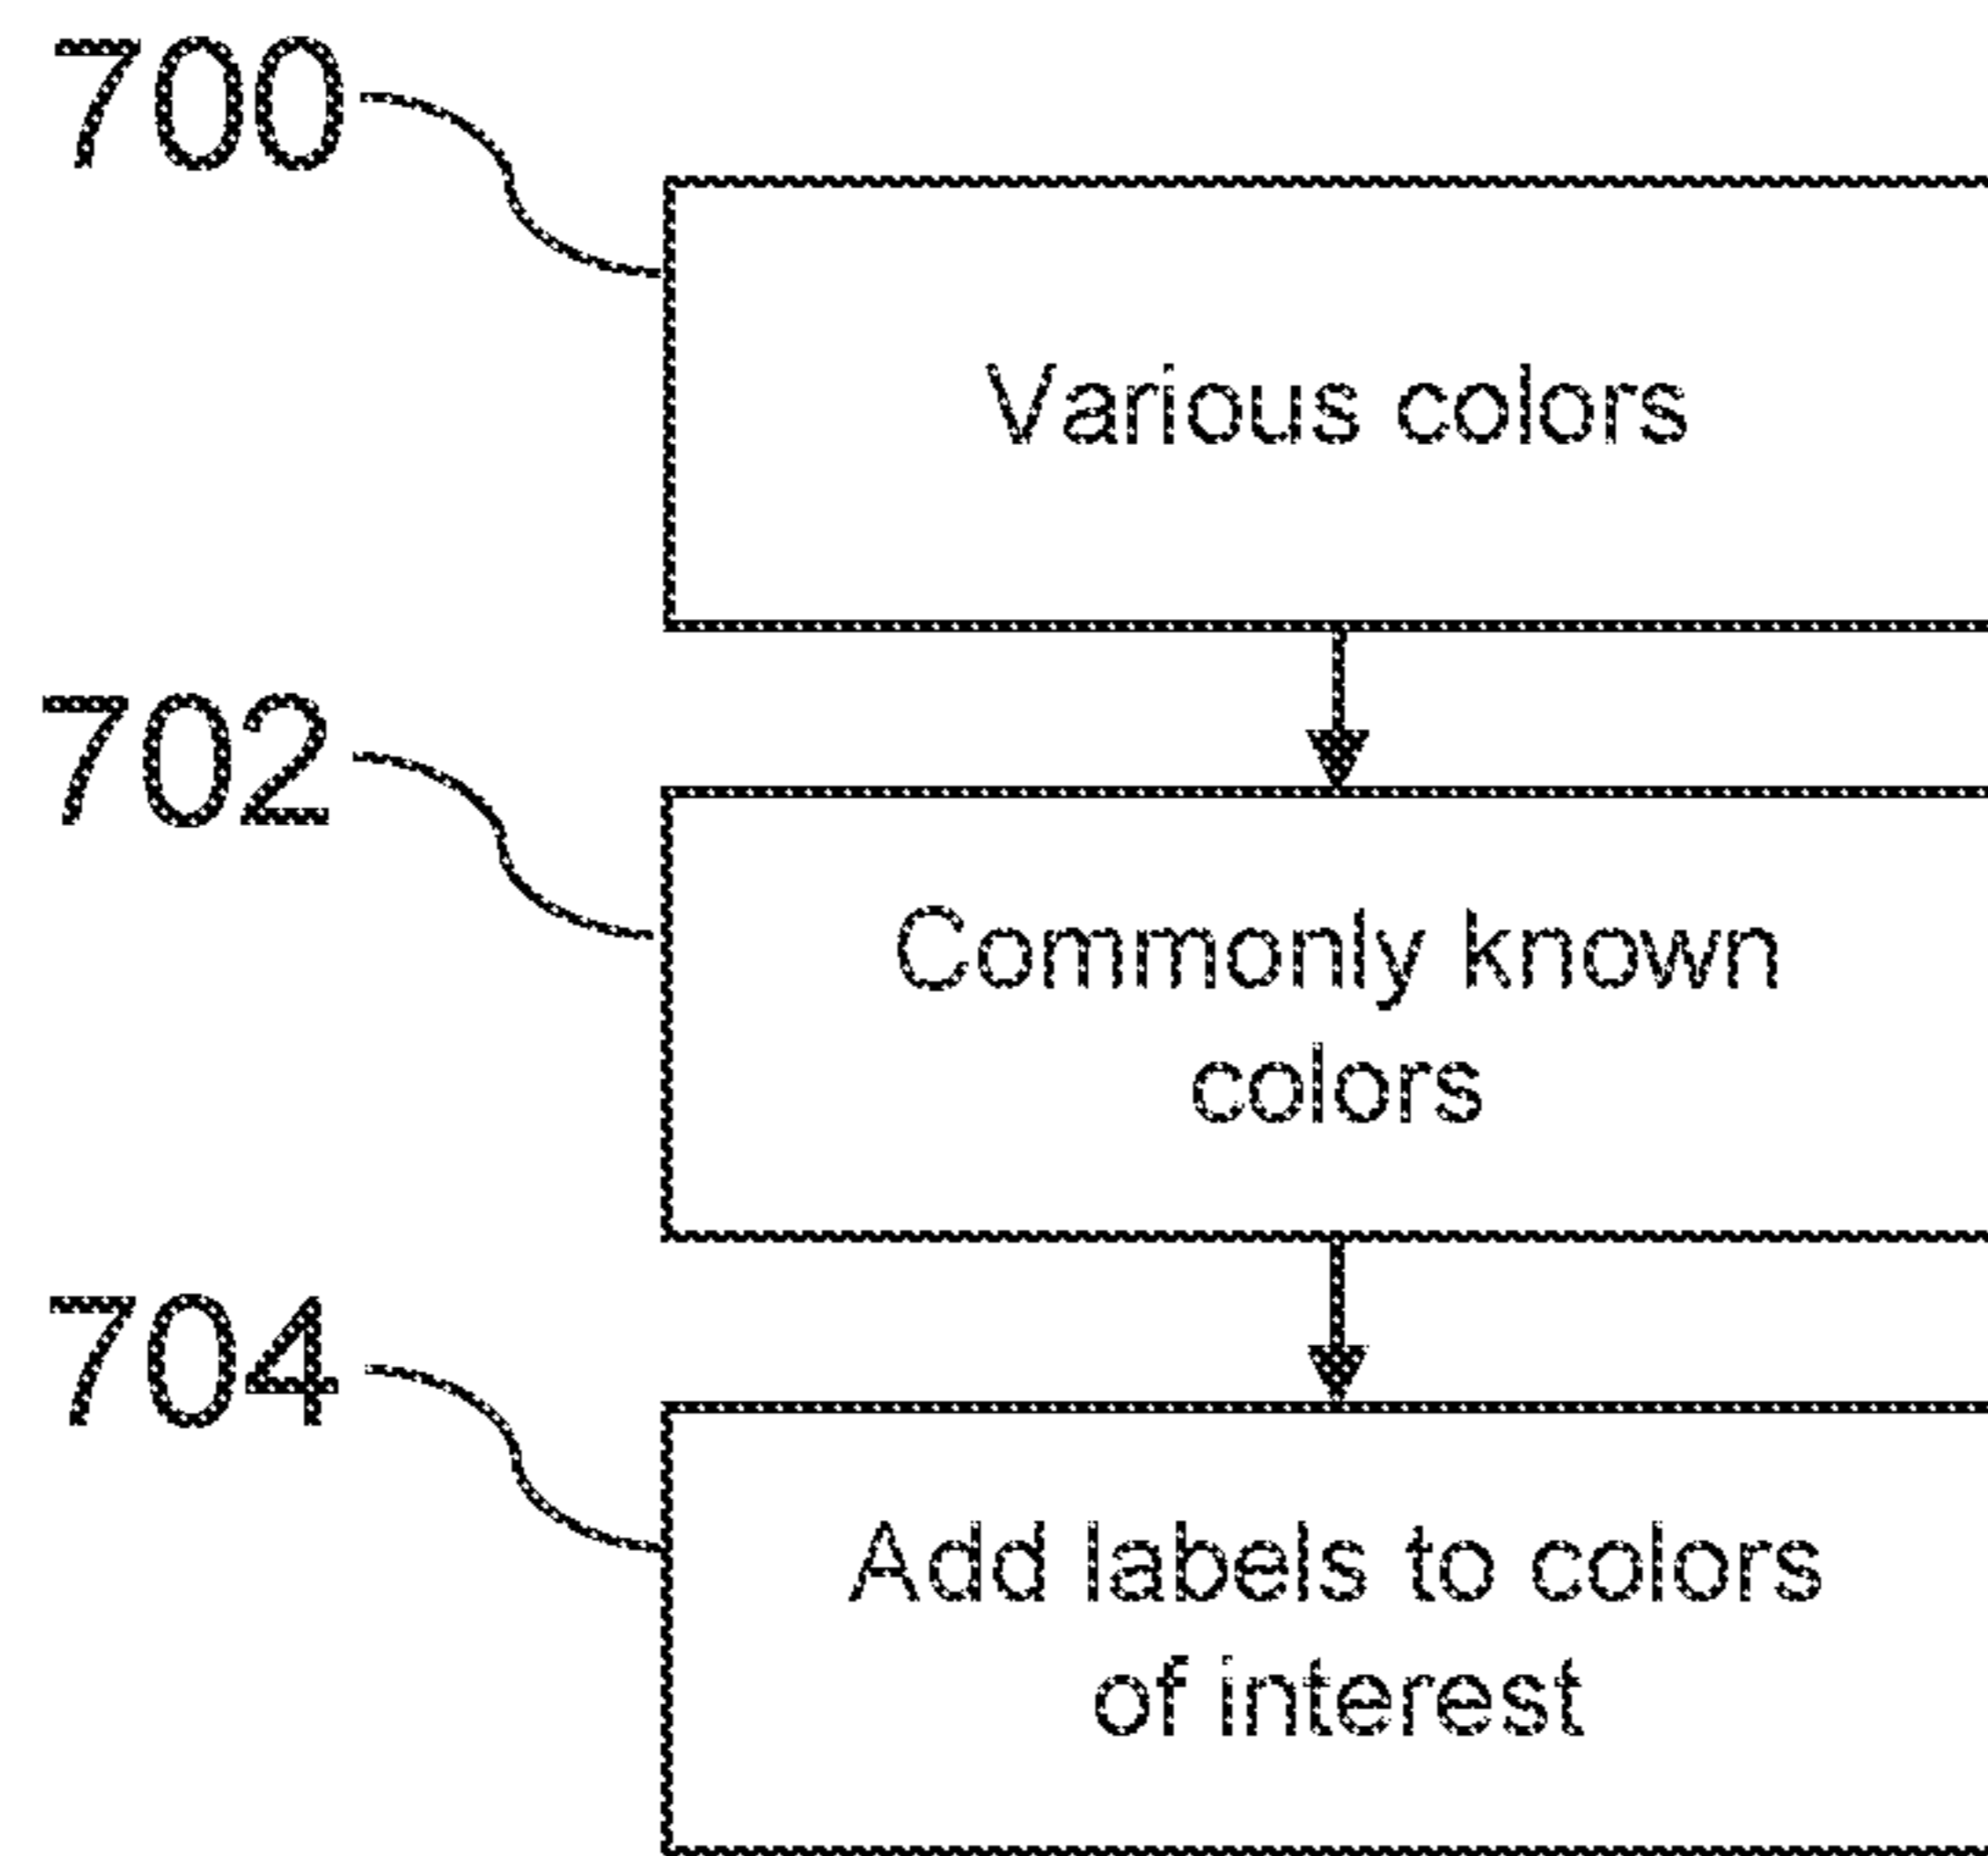 700
Various colors
702
Commonly known
colors
704
Add labels to colors
of interest